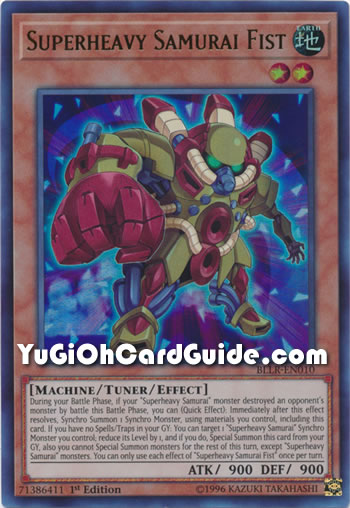 SUPERHEAVY SAMURAI FIST
EARTH
地
YuGiOhCardGuide.com
BLLR-EN010
[MACHINE/TUNER/EFFECT]
During your Battle Phase, if your "Superheavy Samurai" monster destroyed an opponent's
monster by battle this Battle Phase, you can (Quick Effect): Immediately after this effect
resolves, Synchro Summon 1 Synchro Monster, using materials you control, including this
card. If you have no Spells/Traps in your GY: You can target 1 "Superheavy Samurai" Synchro
Monster you control; reduce its Level by 1, and if you do, Special Summon this card from your
GY, also you cannot Special Summon monsters for the rest of this turn, except "Superheavy
Samurai" monsters. You can only use each effect of "Superheavy Samurai Fist" once per turn.
ATK/ 900 DEF/ 900
71386411 1st Edition
©1996 KAZUKI TAKAHASHI